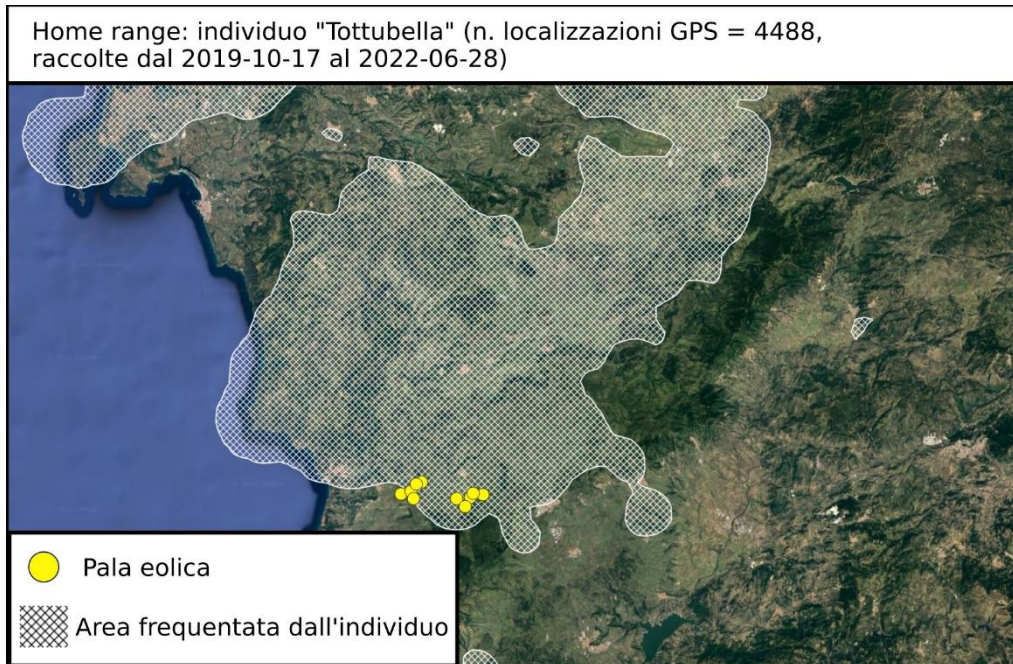 Home range: individuo "Tottubella" (n. localizzazioni GPS = 4488,
raccolte dal 2019-10-17 al 2022-06-28)
Pala eolica
Area frequentata dall'individuo